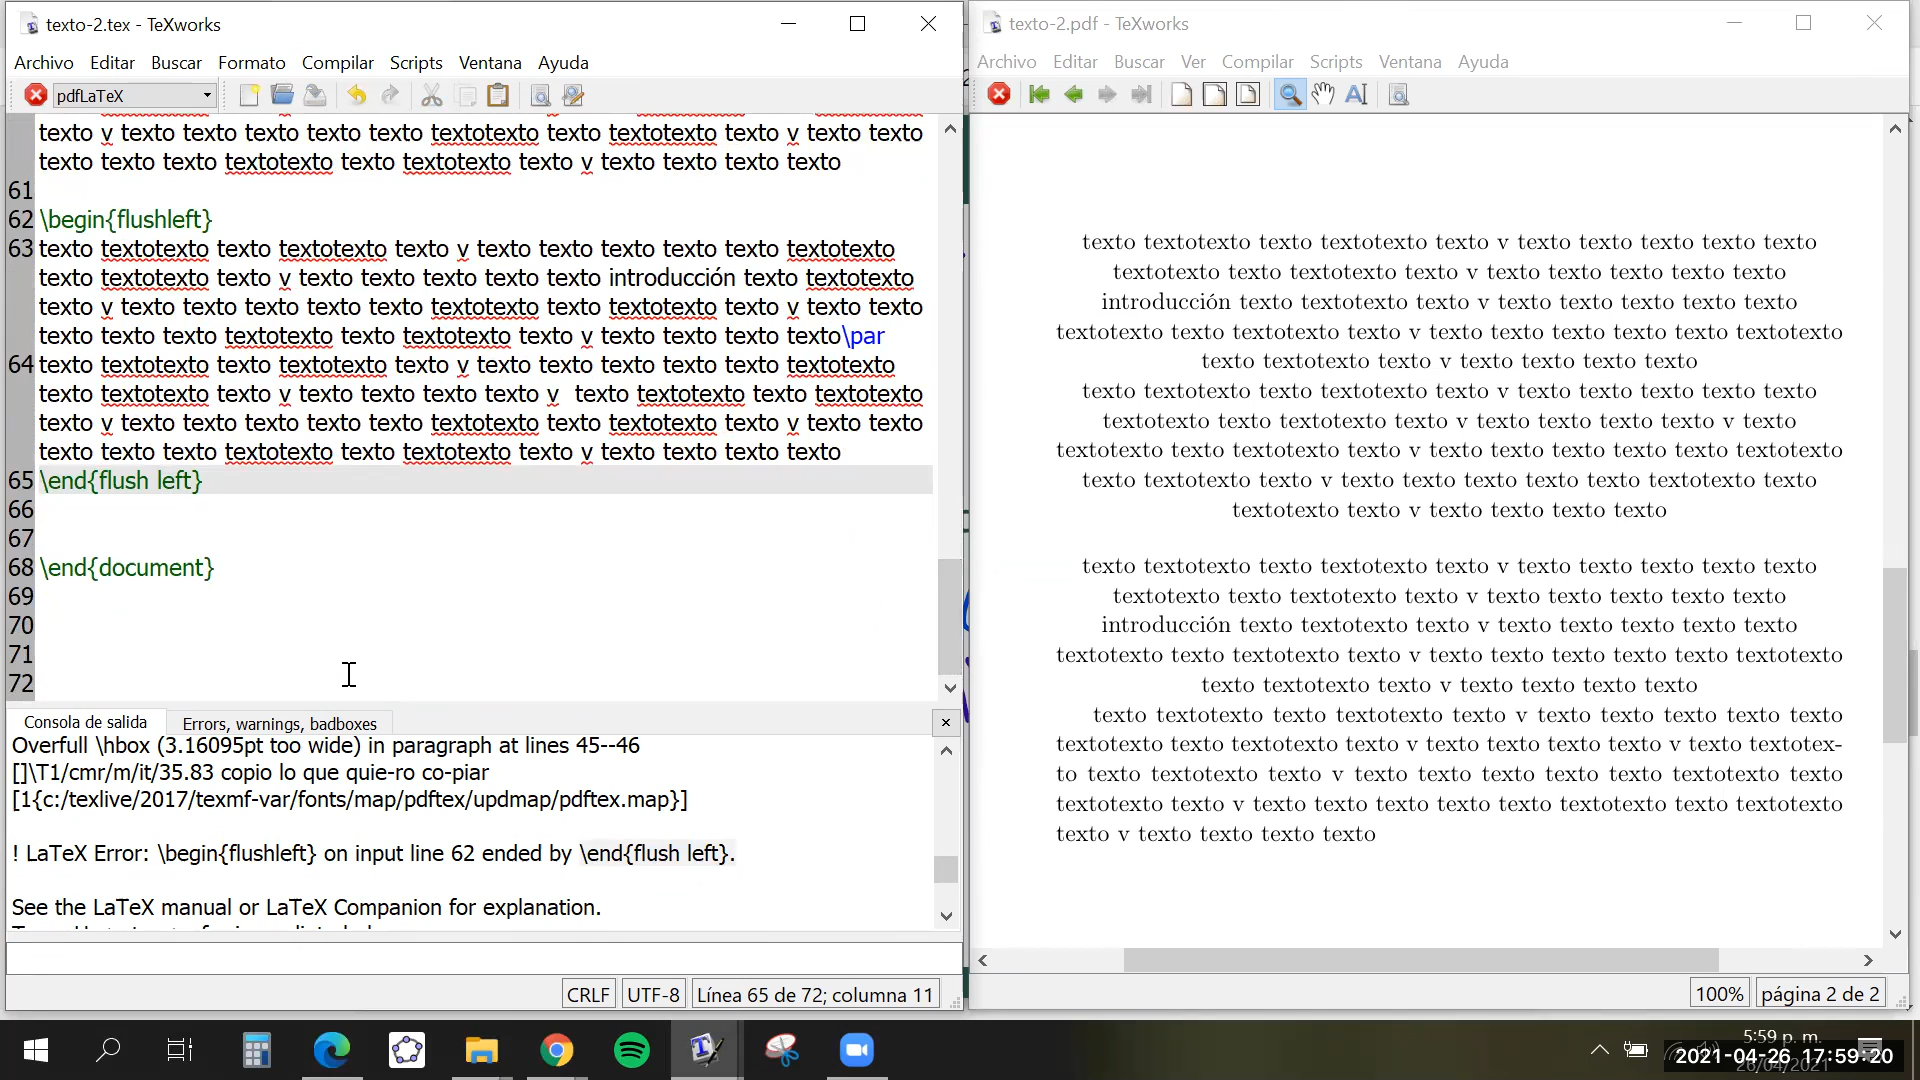 texto-2.tex - TeXworks
Archivo Editar Buscar Formato Compilar Scripts Ventana Ayuda
pdfLaTeX
texto v texto texto texto texto texto textotexto texto textotexto texto v texto texto
texto texto texto textotexto texto textotexto texto v texto texto texto texto
61
62 \begin{flushleft}
63 texto textotexto texto textotexto texto v texto texto texto texto texto textotexto
texto textotexto texto v texto texto texto texto texto introducción texto textotexto
texto v texto texto texto texto texto textotexto texto textotexto texto v texto texto
texto texto texto textotexto texto textotexto texto v texto texto texto texto\par
64 texto textotexto texto textotexto texto v texto texto texto texto texto textotexto
texto textotexto texto v texto texto texto texto v texto textotexto texto textotexto
texto v texto texto texto texto texto textotexto texto textotexto texto v texto texto
texto texto texto textotexto texto textotexto texto v texto texto texto texto
65 \end{flush left}
66
67
68 \end{document}
69
70
71
72
Consola de salida Errors, warnings, badboxes
Overfull \hbox (3.16095pt too wide) in paragraph at lines 45--46
[]\T1/cmr/m/it/35.83 copio lo que quie-ro co-piar
[1{c:/texlive/2017/texmf-var/fonts/map/pdftex/updmap/pdftex.map}]
! LaTeX Error: \begin{flushleft} on input line 62 ended by \end{flush left}.
See the LaTeX manual or LaTeX Companion for explanation.
CRLF UTF-8 Línea 65 de 72; columna 11
texto-2.pdf - TeXworks
Archivo Editar Buscar Ver Compilar Scripts Ventana Ayuda
texto textotexto texto textotexto texto v texto texto texto texto texto
textotexto texto textotexto texto v texto texto texto texto texto
introducción texto textotexto texto v texto texto texto texto texto
textotexto texto textotexto texto v texto texto texto texto texto textotexto
texto textotexto texto v texto texto texto texto
texto textotexto texto textotexto texto v texto texto texto texto texto
textotexto texto textotexto texto v texto texto texto texto v texto
textotexto texto textotexto texto v texto texto texto texto texto textotexto
texto textotexto texto v texto texto texto texto texto textotexto texto
textotexto texto v texto texto texto texto
texto textotexto texto textotexto texto v texto texto texto texto texto
textotexto texto textotexto texto v texto texto texto texto texto
introducción texto textotexto texto v texto texto texto texto texto
textotexto texto textotexto texto v texto texto texto texto texto textotexto
texto textotexto texto v texto texto texto texto
texto textotexto texto textotexto texto v texto texto texto texto texto
textotexto texto textotexto texto v texto texto texto texto v texto textotex-
to texto textotexto texto v texto texto texto texto texto textotexto texto
textotexto texto v texto texto texto texto texto textotexto texto textotexto
texto v texto texto texto texto
100% página 2 de 2
5:59 p. m.
2021-04-26 17:59:20